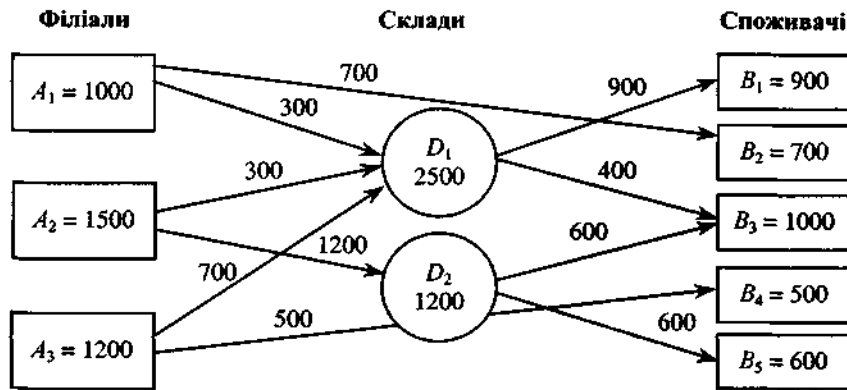 Філіали Склади Споживачі
A₁ = 1000
700
300
900
B₁ = 900
D₁
2500
B₂ = 700
A₂ = 1500
300
400
B₃ = 1000
1200
600
D₂
1200
700
B₄ = 500
A₃ = 1200
500
600
B₅ = 600